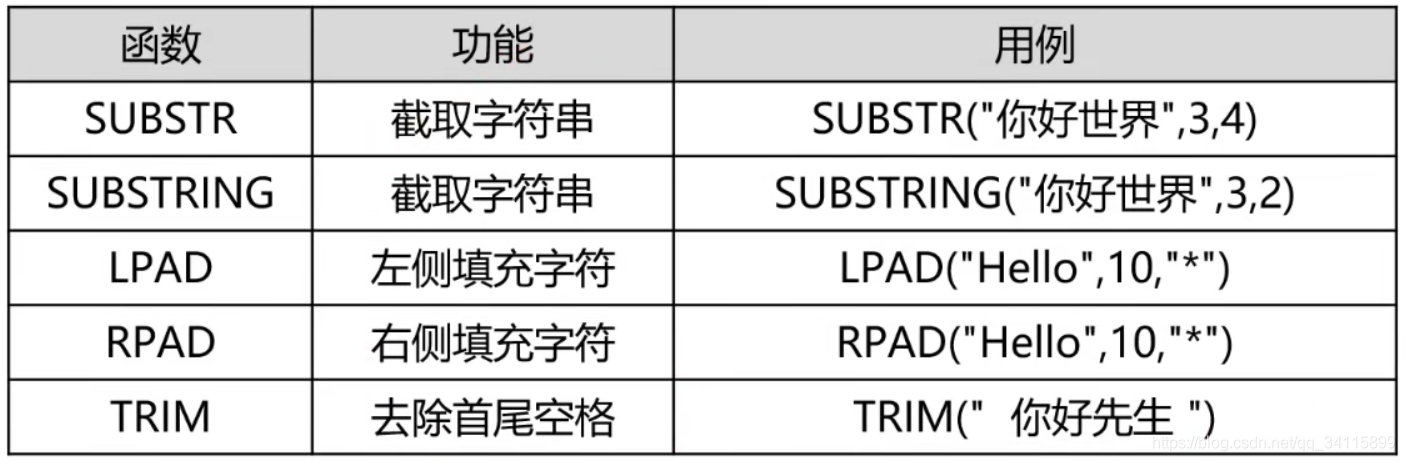 函数 功能 用例
SUBSTR 截取字符串 SUBSTR("你好世界",3,4)
SUBSTRING 截取字符串 SUBSTRING("你好世界",3,2)
LPAD 左侧填充字符 LPAD("Hello",10,"*")
RPAD 右侧填充字符 RPAD("Hello",10,"*")
TRIM 去除首尾空格 TRIM("  你好先生 ")
https://blog.csdn.net/qq_34115899